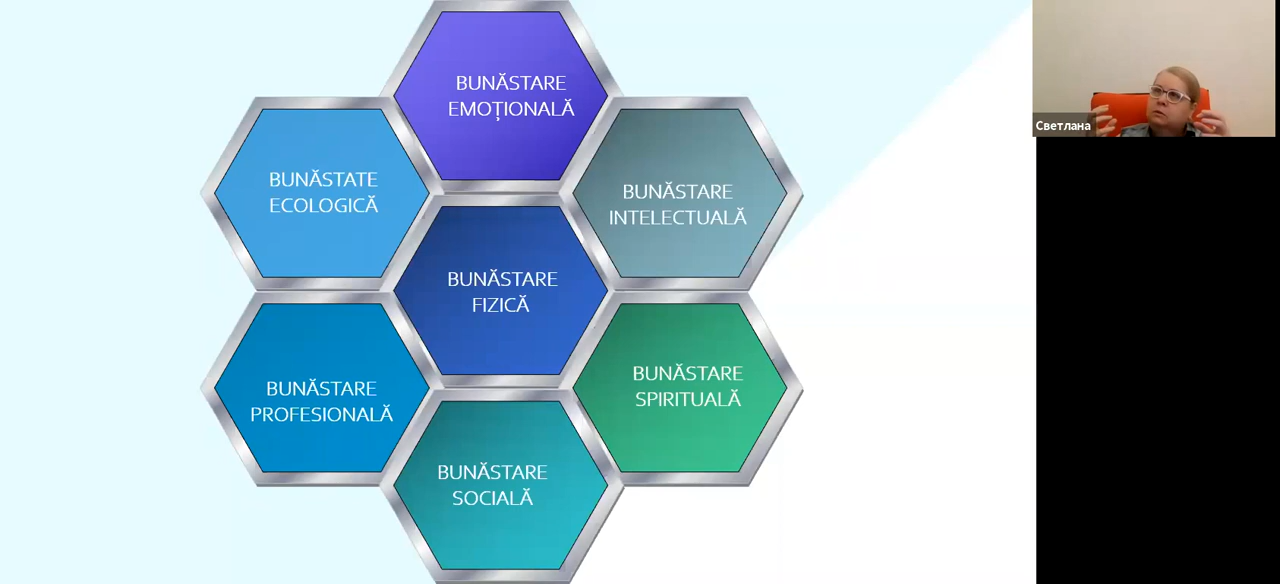 BUNĂSTARE
EMOȚIONALĂ
BUNĂSTATE
ECOLOGICĂ
BUNĂSTARE
INTELECTUALĂ
BUNĂSTARE
FIZICĂ
BUNĂSTARE
SPIRITUALĂ
BUNĂSTARE
PROFESIONALĂ
BUNĂSTARE
SOCIALĂ
Светлана